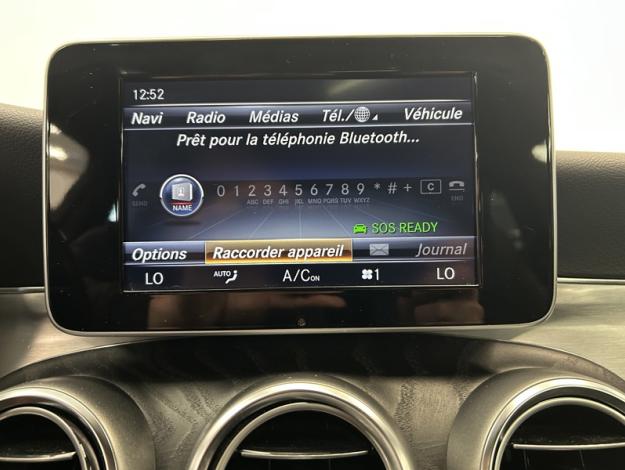 12:52
Navi Radio Médias Tél./ Véhicule
Prêt pour la téléphonie Bluetooth...
SEND NAME 0 1 2 3 4 5 6 7 8 9 * # + C END
ABC DEF GHI JKL MNO PQRS TUV WXYZ
SOS READY
Options Raccorder appareil Journal
LO AUTO A/C ON 1 LO